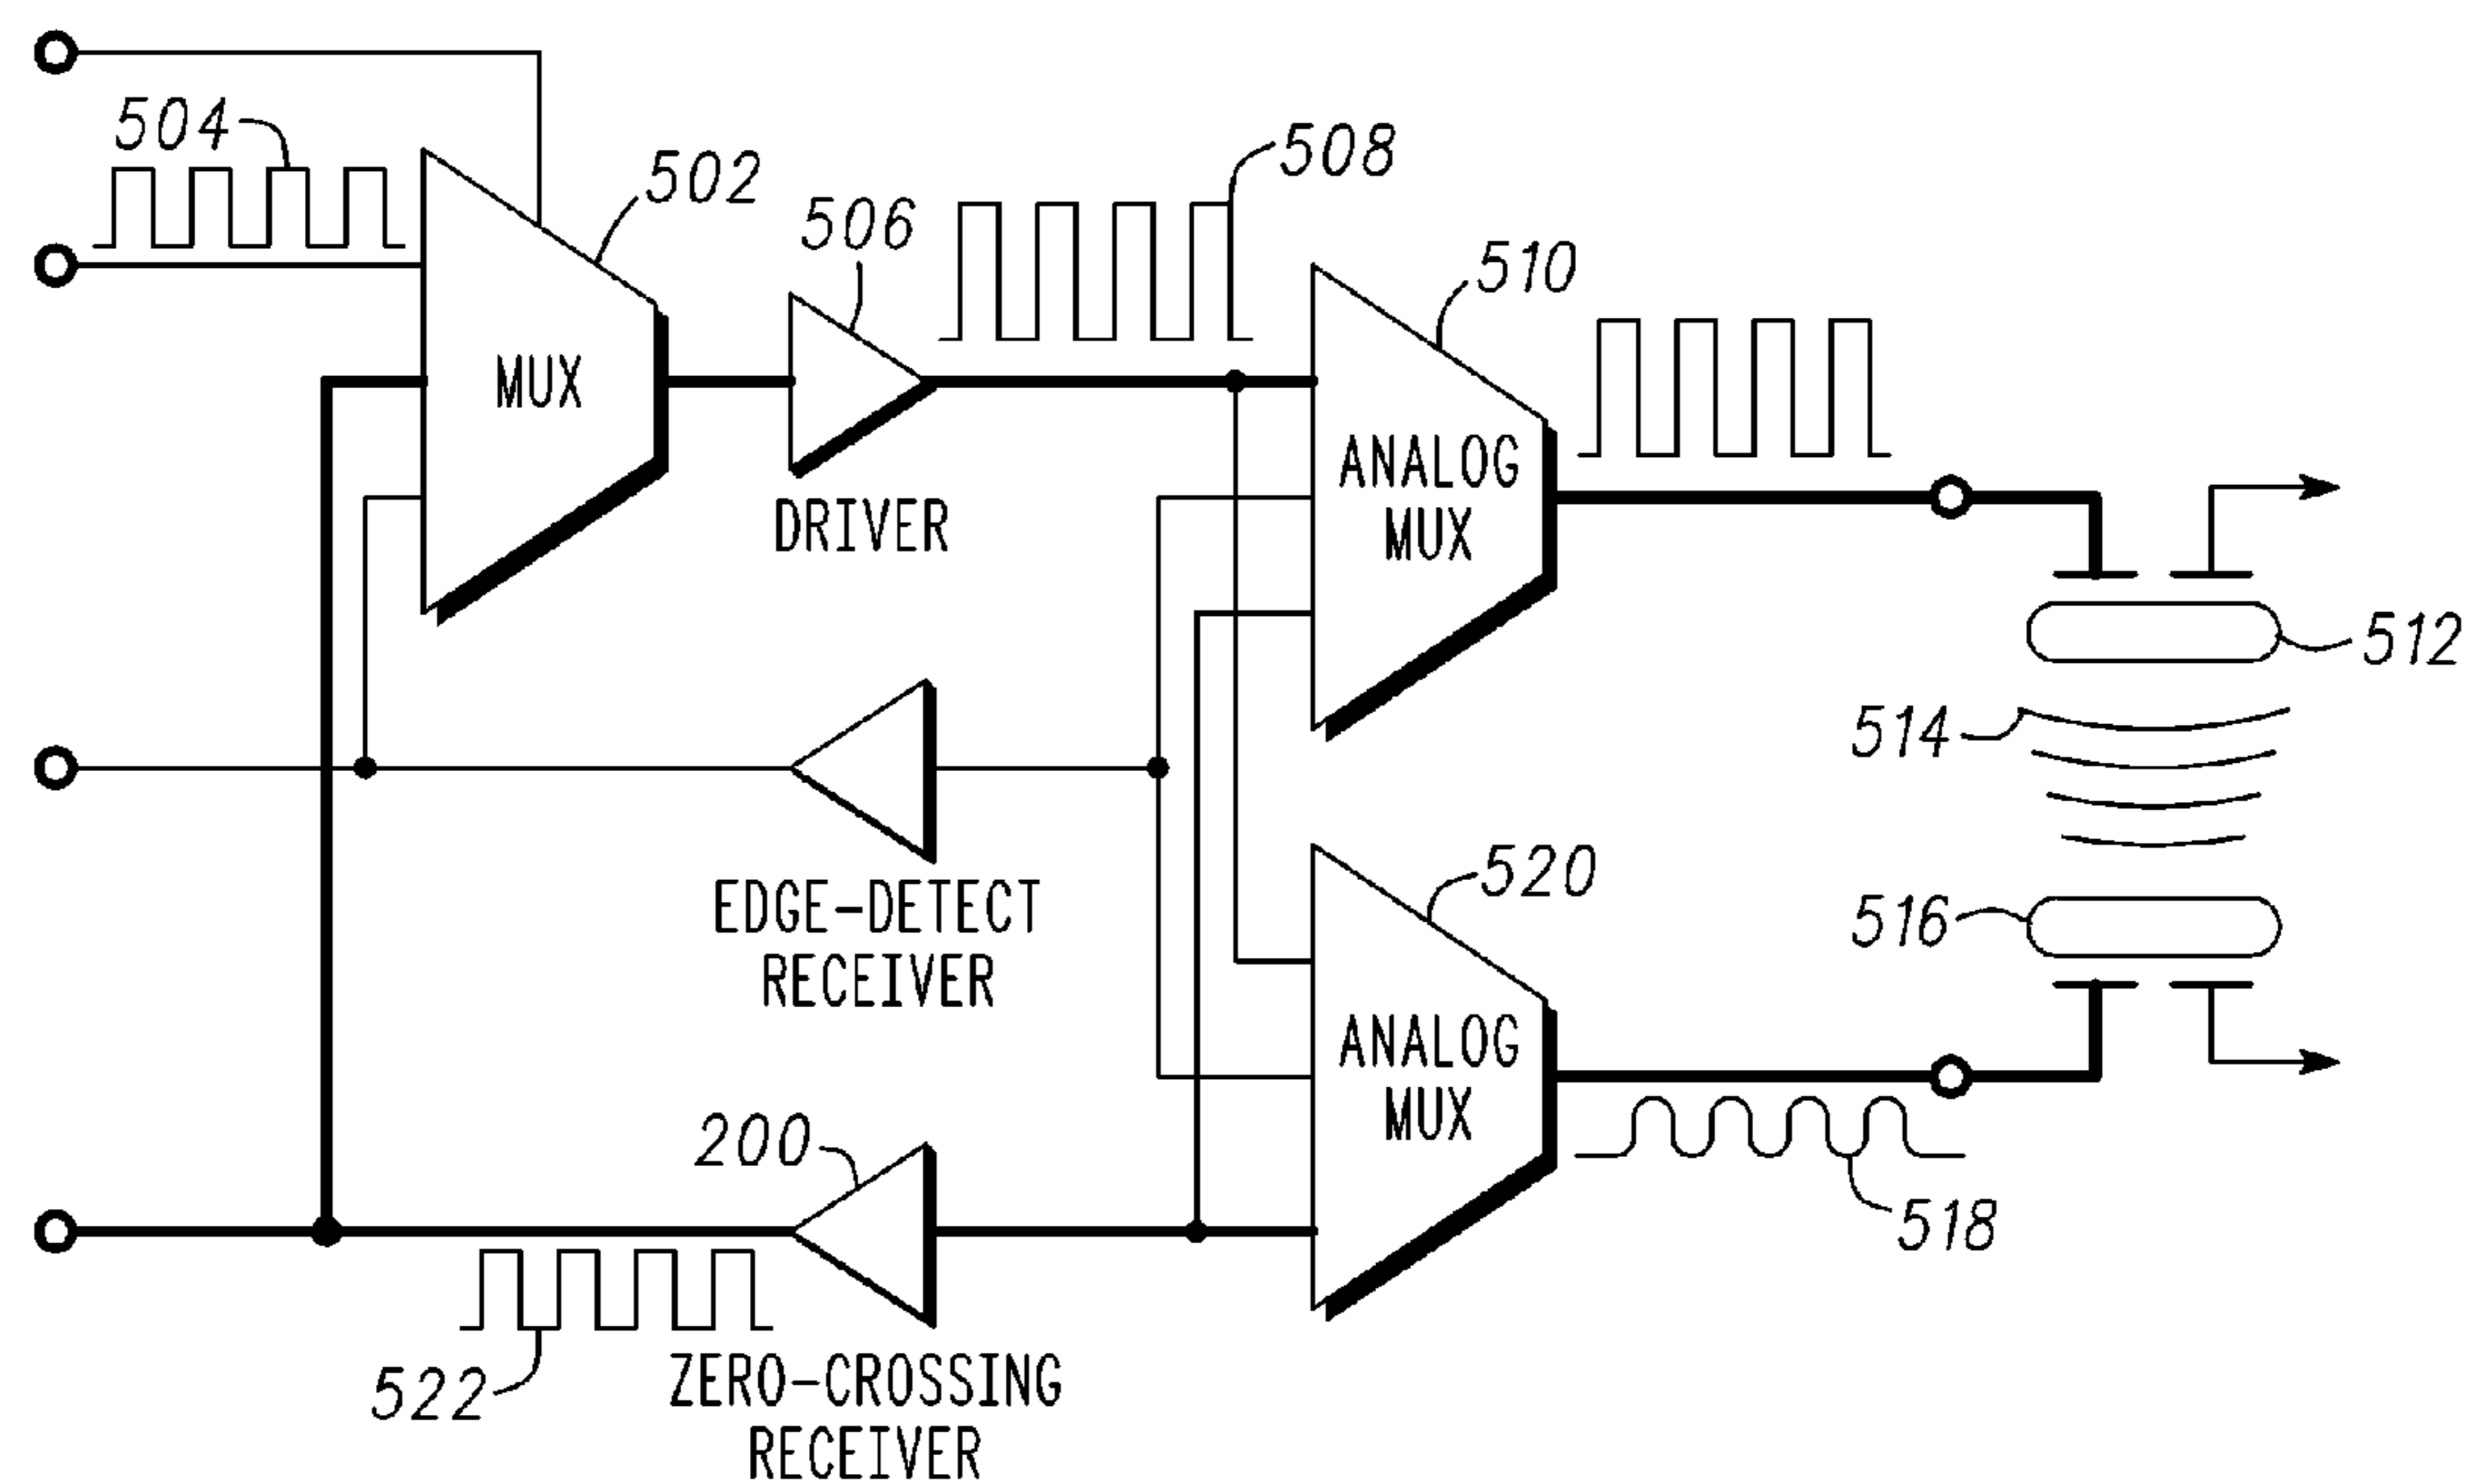 504
502
506
508
510
MUX
DRIVER
ANALOG
MUX
512
514
EDGE-DETECT
RECEIVER
520
516
ANALOG
MUX
200
518
522
ZERO-CROSSING
RECEIVER